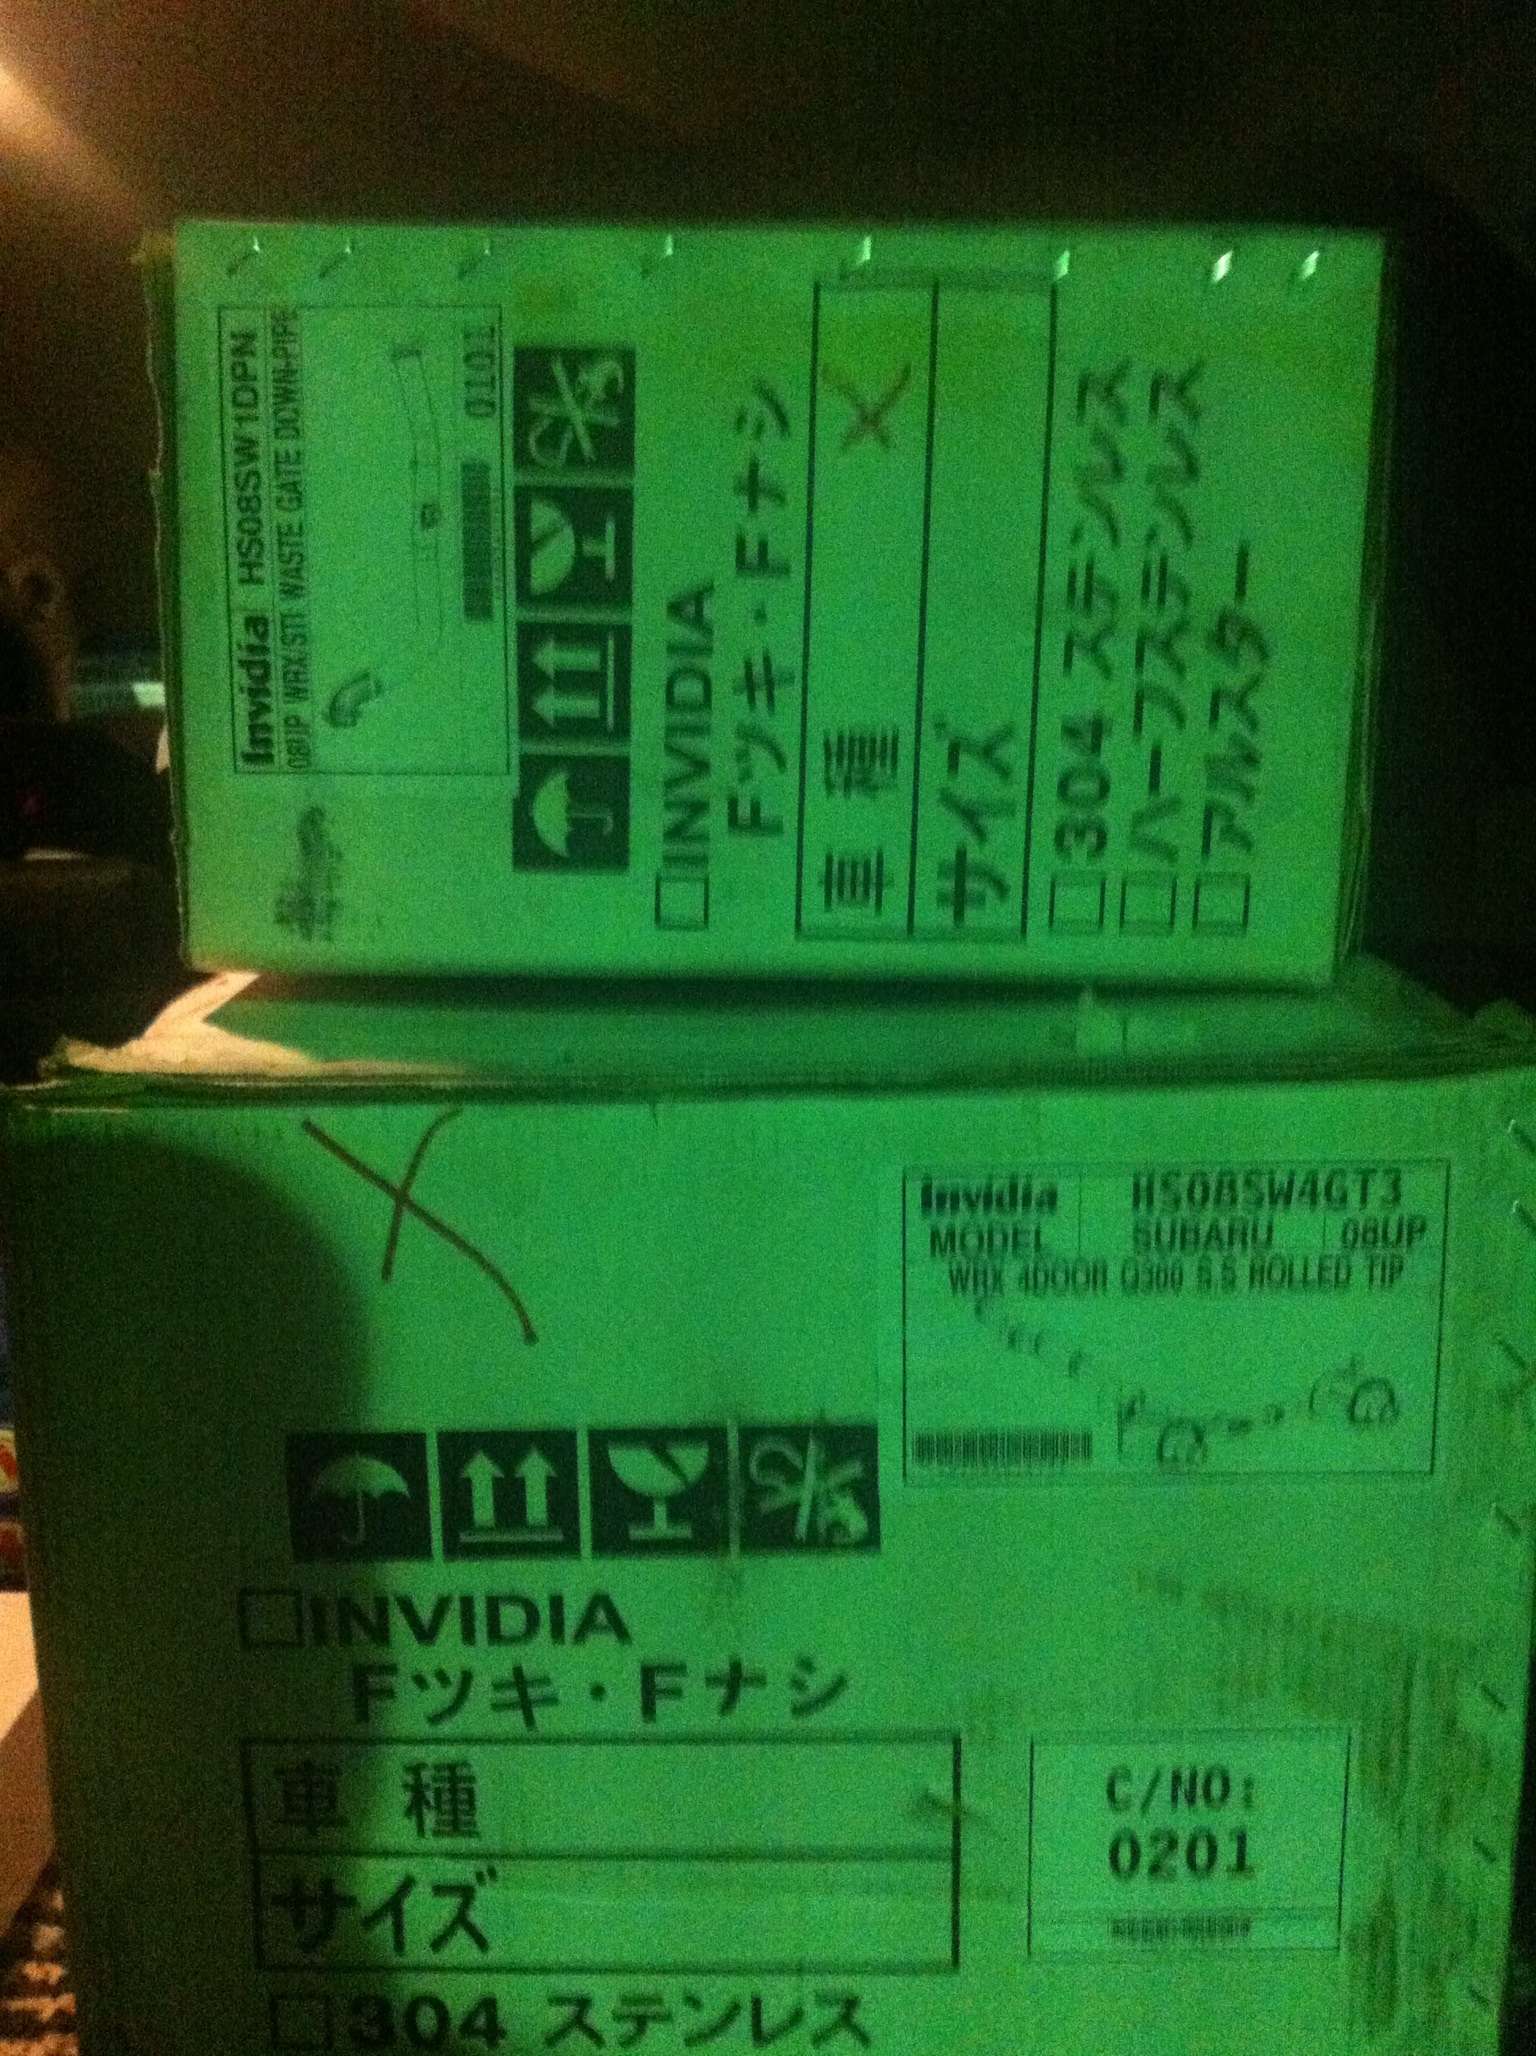 Invidia HS08SW1DPN
08UP WRX/STI WASTE GATE DOWN-PIPE
0101
□INVIDIA
Fツキ・Fナシ
車種
サイズ
□304 ステンレス
□ハーフステンレス
□アルスター
Invidia HS08SW4GT3
MODEL SUBARU 08UP
WRX 4DOOR Q300 S.S ROLLED TIP
□INVIDIA
Fツキ・Fナシ
車種
サイズ
C/NO:
0201
□304 ステンレス